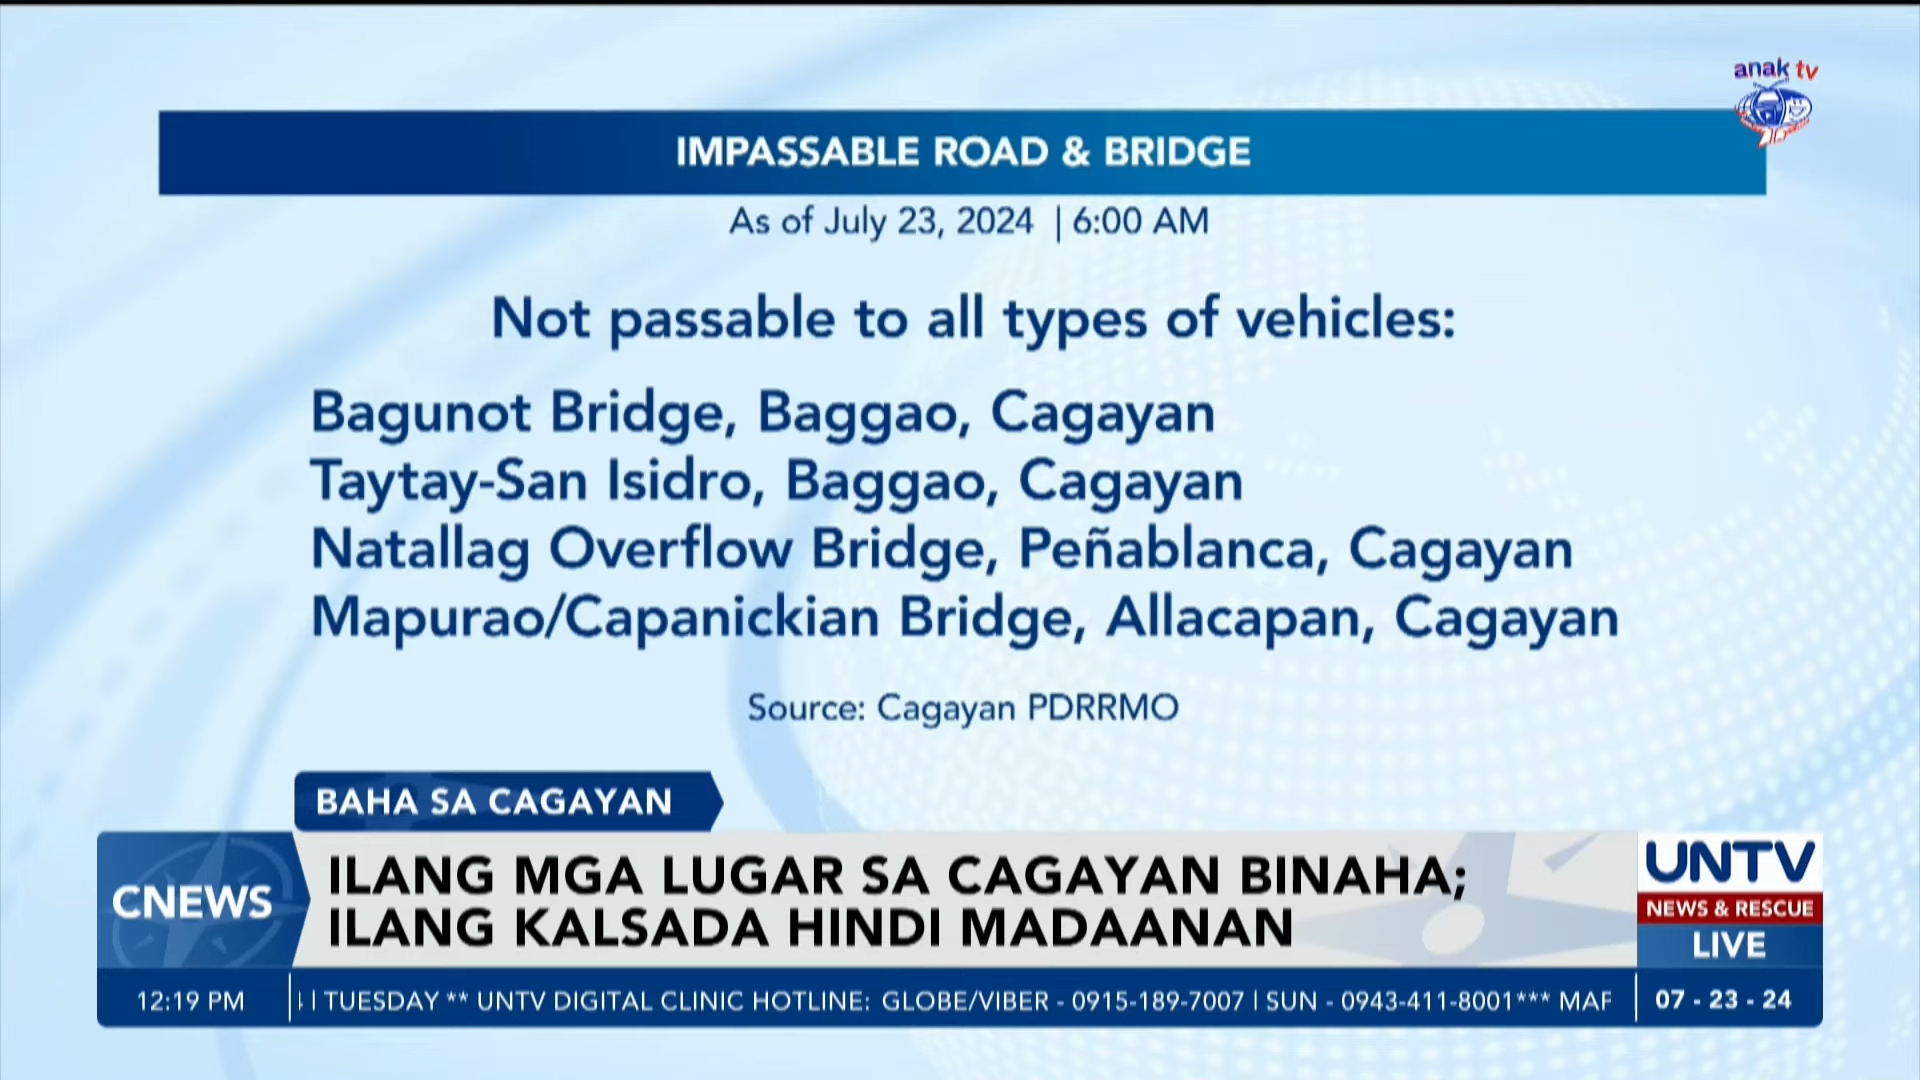 anak tv
IMPASSABLE ROAD & BRIDGE
As of July 23, 2024 | 6:00 AM
Not passable to all types of vehicles:
Bagunot Bridge, Baggao, Cagayan
Taytay-San Isidro, Baggao, Cagayan
Natallag Overflow Bridge, Peñablanca, Cagayan
Mapurao/Capanickian Bridge, Allacapan, Cagayan
Source: Cagayan PDRRMO
BAHA SA CAGAYAN
CNEWS
ILANG MGA LUGAR SA CAGAYAN BINAHA;
ILANG KALSADA HINDI MADAANAN
UNTV
NEWS & RESCUE
LIVE
12:19 PM
| TUESDAY ** UNTV DIGITAL CLINIC HOTLINE: GLOBE/VIBER - 0915-189-7007 | SUN - 0943-411-8001***
07 - 23 - 24